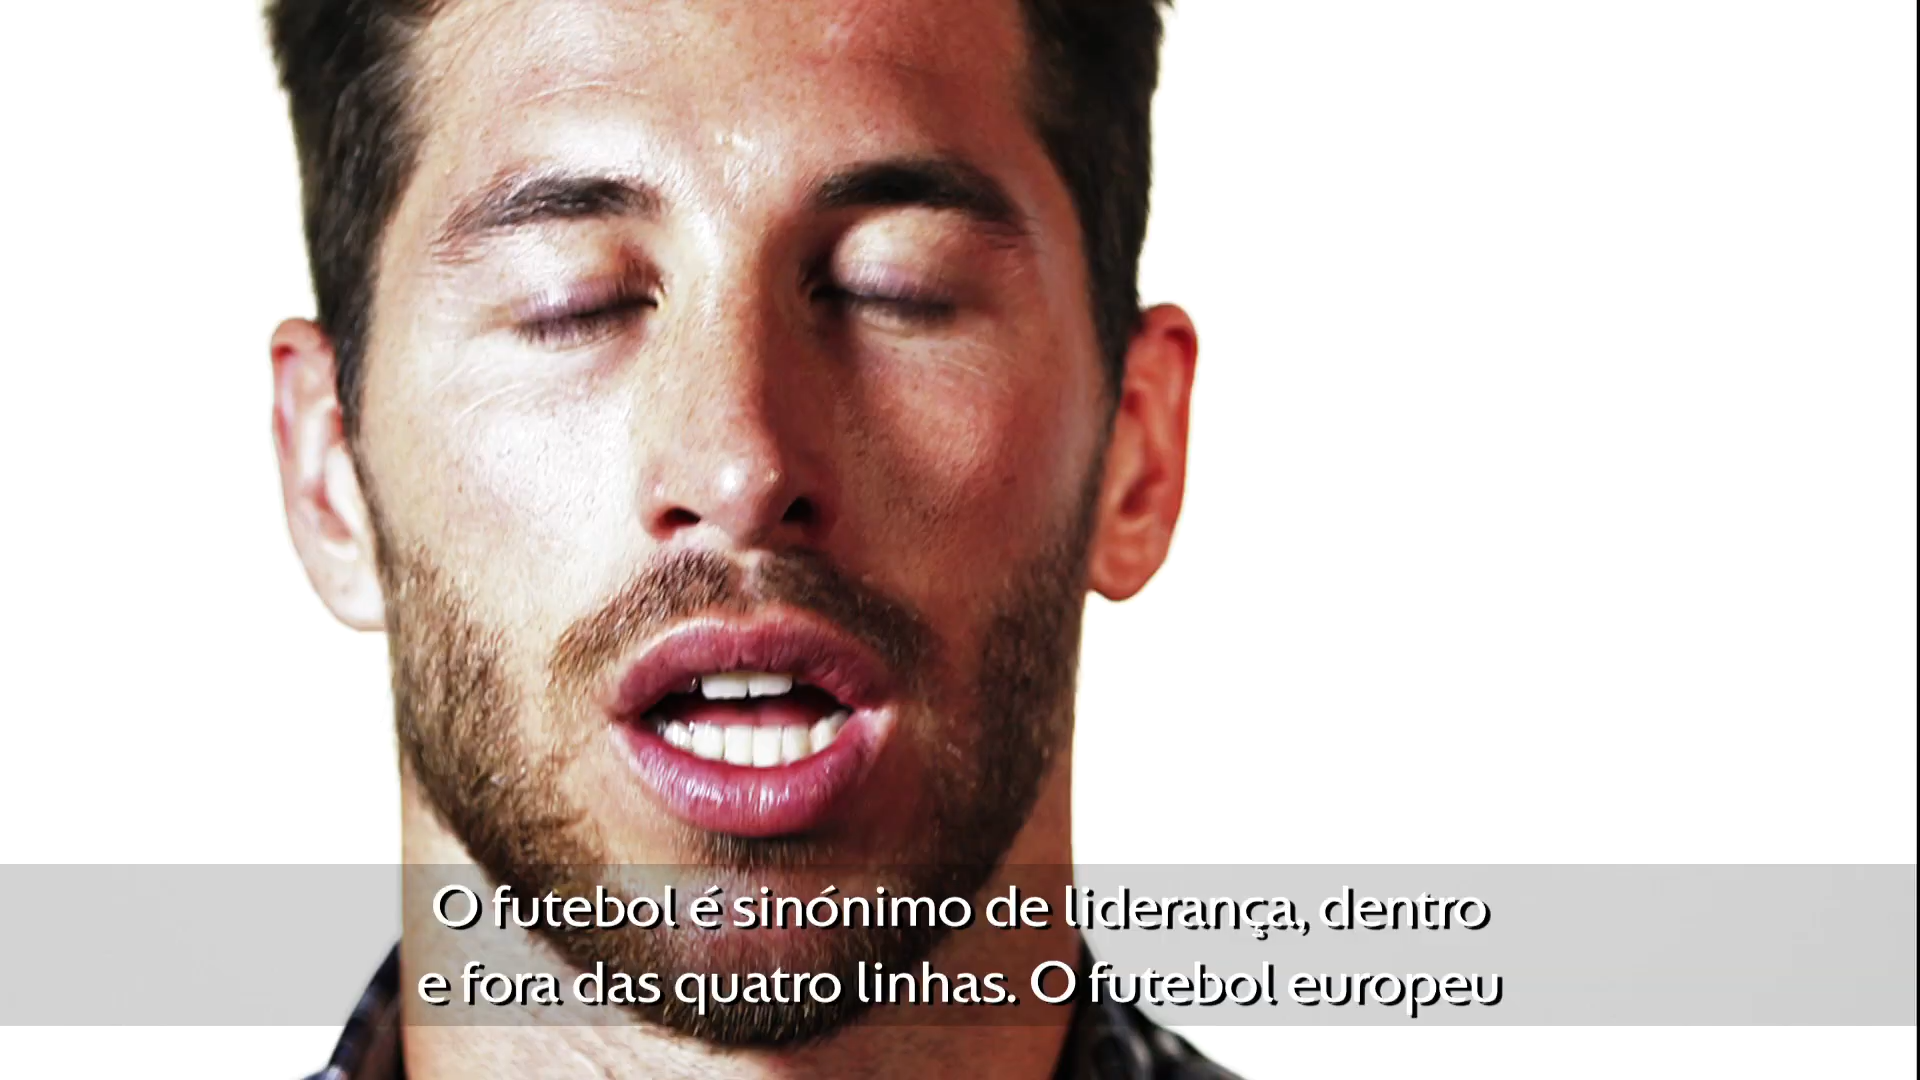 O futebol é sinónimo de liderança, dentro
e fora das quatro linhas. O futebol europeu